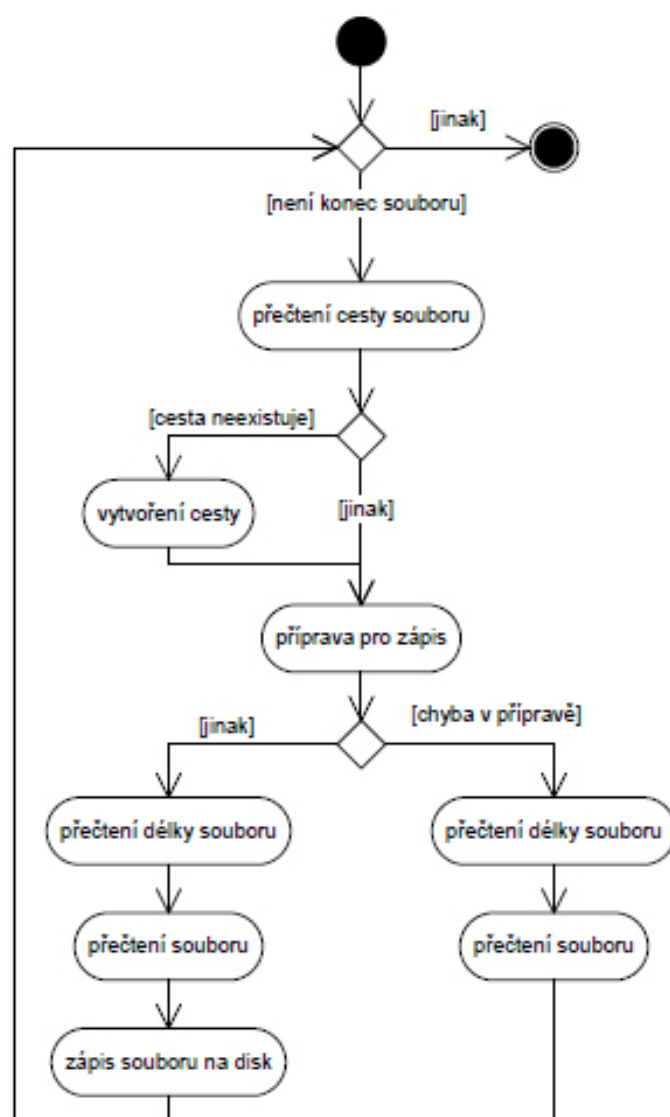 [jinak]
[není konec souboru]
přečtení cesty souboru
[cesta neexistuje]
vytvoření cesty
[jinak]
příprava pro zápis
[jinak]
[chyba v přípravě]
přečtení délky souboru
přečtení délky souboru
přečtení souboru
přečtení souboru
zápis souboru na disk